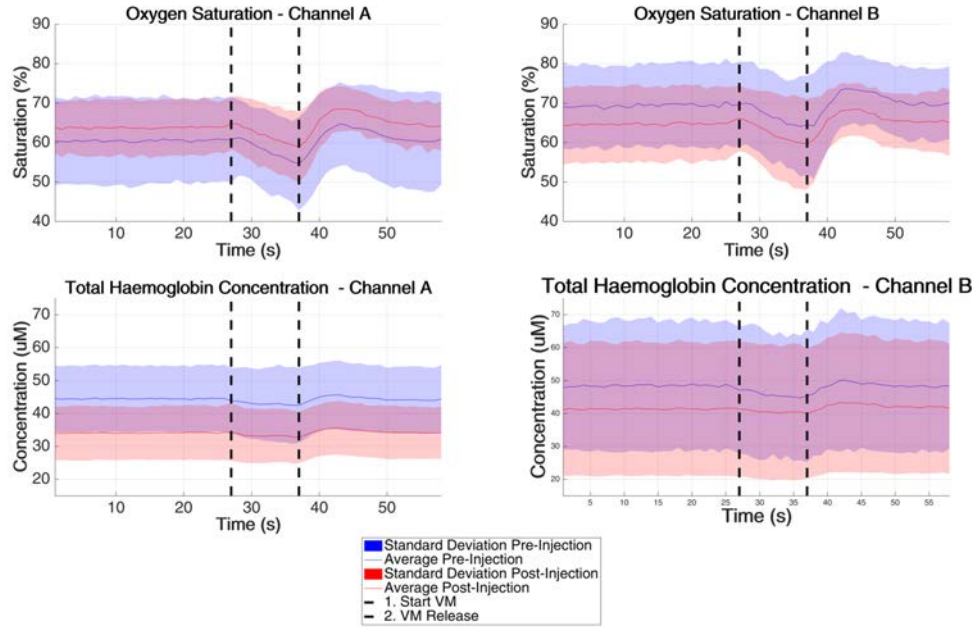 Oxygen Saturation - Channel A
90
80
70
60
50
40
Saturation (%)
10 20 30 40 50
Time (s)
Oxygen Saturation - Channel B
90
80
70
60
50
40
Saturation (%)
10 20 30 40 50
Time (s)
Total Haemoglobin Concentration - Channel A
70
60
50
40
30
20
Concentration (uM)
10 20 30 40 50
Time (s)
Total Haemoglobin Concentration - Channel B
70
60
50
40
30
20
Concentration (uM)
5 10 15 20 25 30 35 40 45 50 55
Time (s)
Standard Deviation Pre-Injection
Average Pre-Injection
Standard Deviation Post-Injection
Average Post-Injection
1. Start VM
2. VM Release